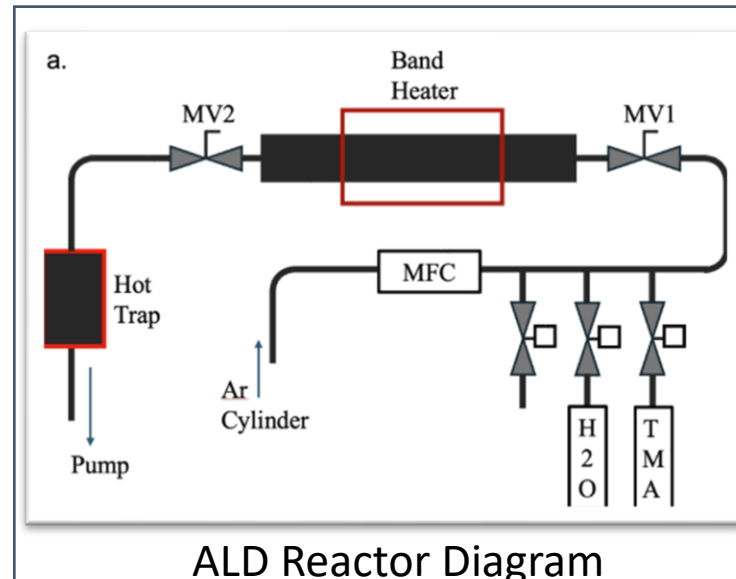 a.
Band
Heater
MV2
MV1
MFC
Hot
Trap
Ar
Cylinder
Pump
H
2
O
T
M
A
ALD Reactor Diagram